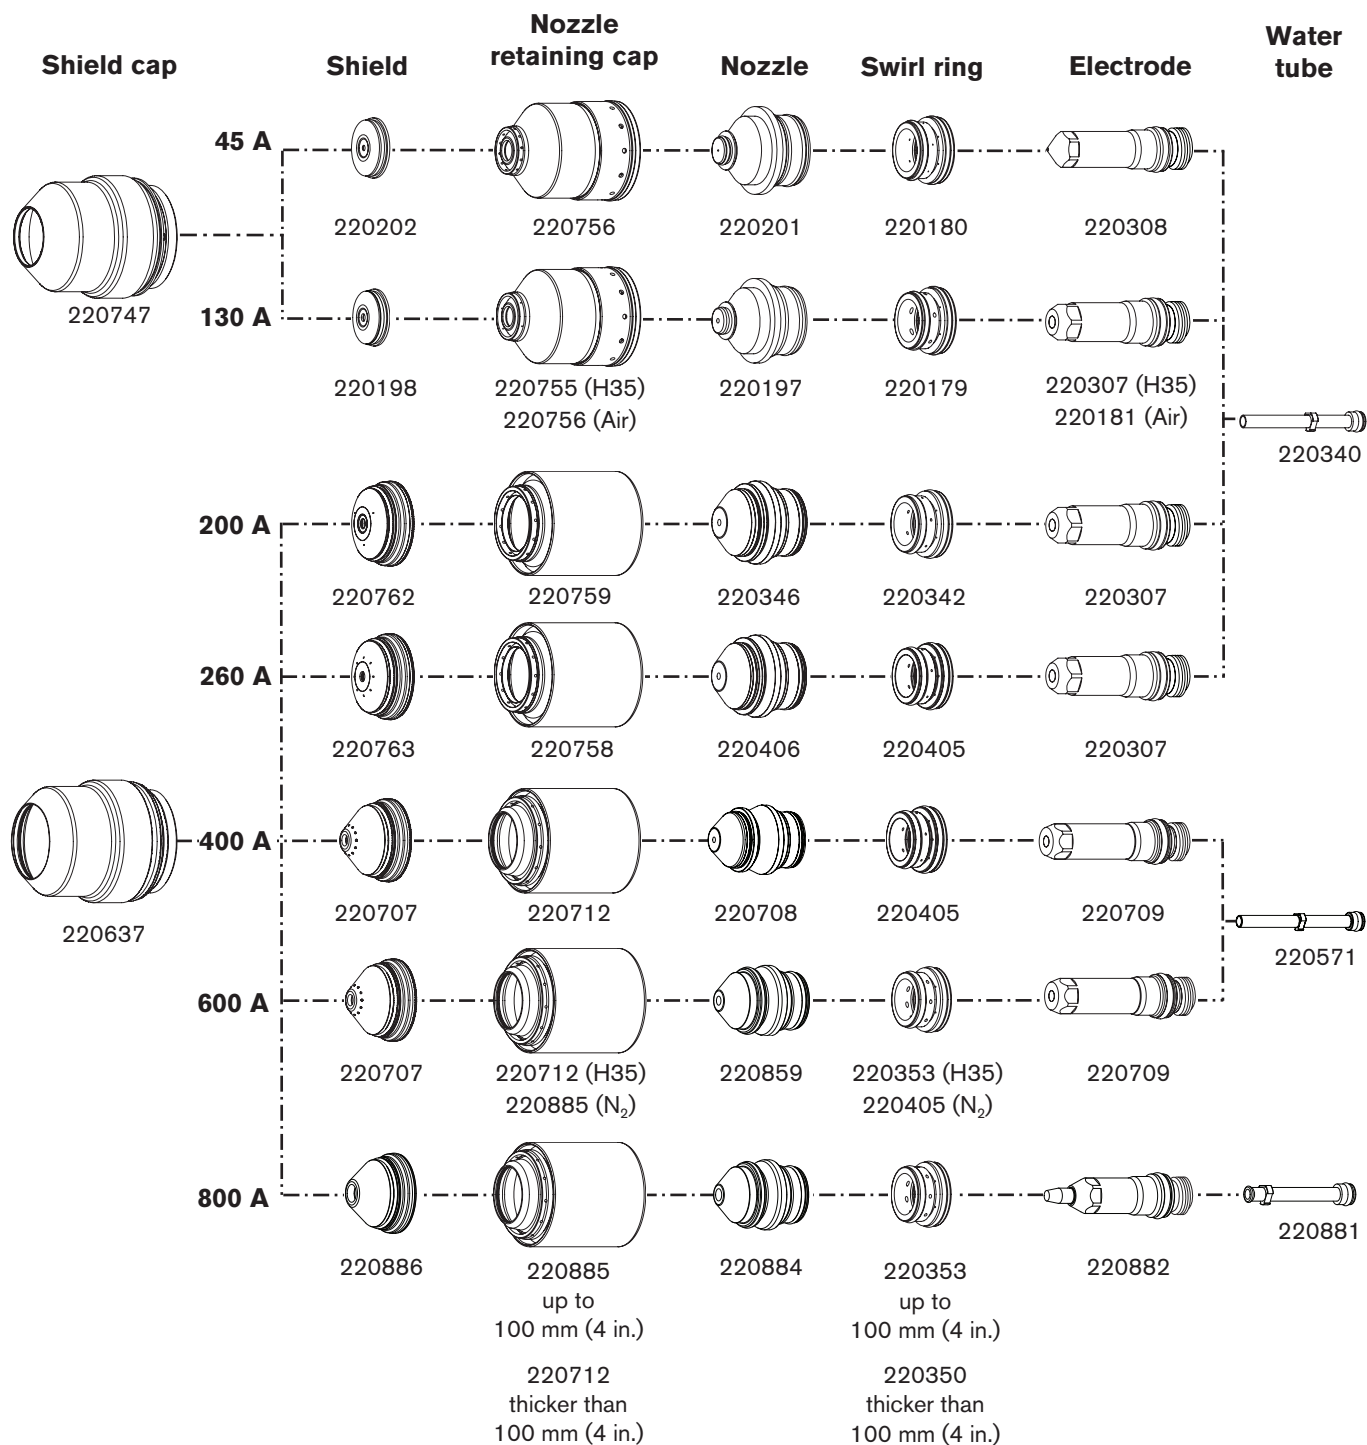 Shield cap
Shield
Nozzle
retaining cap
Nozzle
Swirl ring
Electrode
Water
tube
45 A
220202
220756
220201
220180
220308
220747
130 A
220198
220755 (H35)
220756 (Air)
220197
220179
220307 (H35)
220181 (Air)
220340
200 A
220762
220759
220346
220342
220307
260 A
220763
220758
220406
220405
220307
400 A
220637
220707
220712
220708
220405
220709
220571
600 A
220707
220712 (H35)
220885 (N₂)
220859
220353 (H35)
220405 (N₂)
220709
800 A
220886
220885
up to
100 mm (4 in.)
220712
thicker than
100 mm (4 in.)
220884
220353
up to
100 mm (4 in.)
220350
thicker than
100 mm (4 in.)
220882
220881